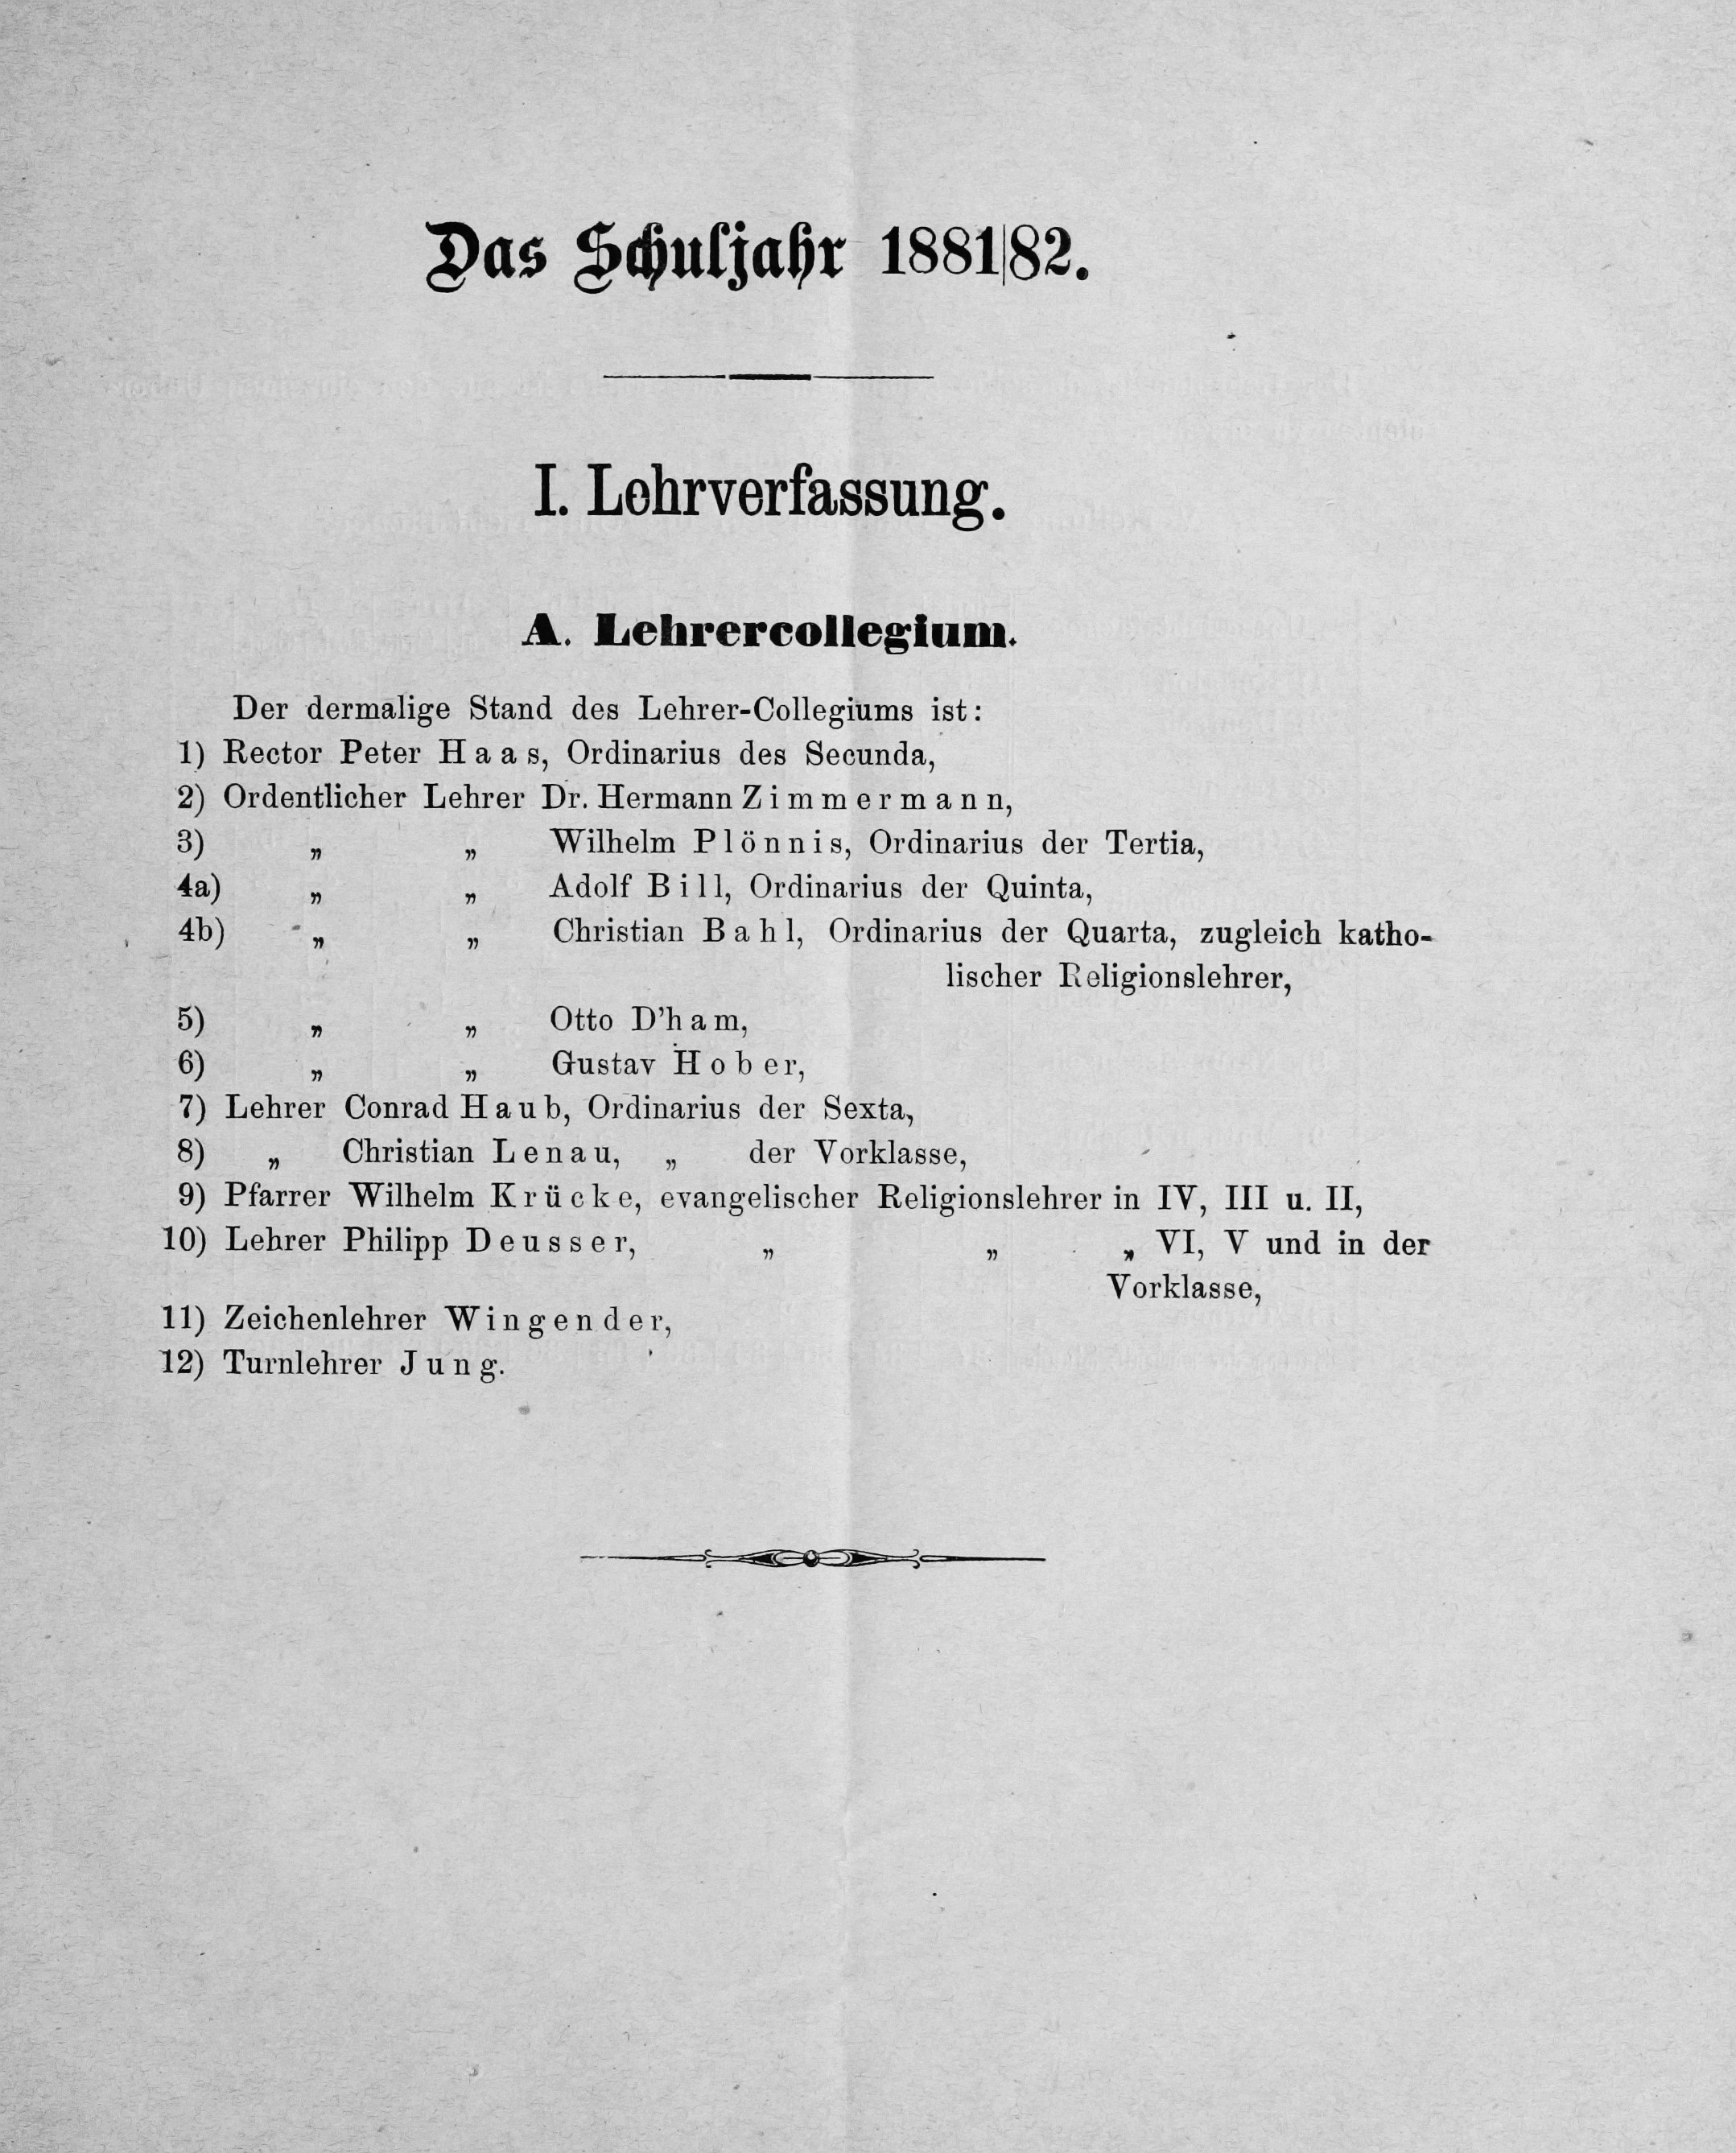 Das Schuljahr 1881|82.
I. Lehrverfassung.
A. Lehrercollegium.
Der dermalige Stand des Lehrer-Collegiums ist:
1) Rector Peter Haas, Ordinarius des Secunda,
2) Ordentlicher Lehrer Dr. Hermann Zimmermann,
3) „ „ Wilhelm Plönnis, Ordinarius der Tertia,
4a) „ „ Adolf Bill, Ordinarius der Quinta,
4b) „ „ Christian Bahl, Ordinarius der Quarta, zugleich katho-
lischer Religionslehrer,
5) „ „ Otto D'ham,
6) „ „ Gustav Hober,
7) Lehrer Conrad Haub, Ordinarius der Sexta,
8) „ Christian Lenau, „ der Vorklasse,
9) Pfarrer Wilhelm Krücke, evangelischer Religionslehrer in IV, III u. II,
10) Lehrer Philipp Deusser, „ „ „ VI, V und in der
Vorklasse,
11) Zeichenlehrer Wingender,
12) Turnlehrer Jung.